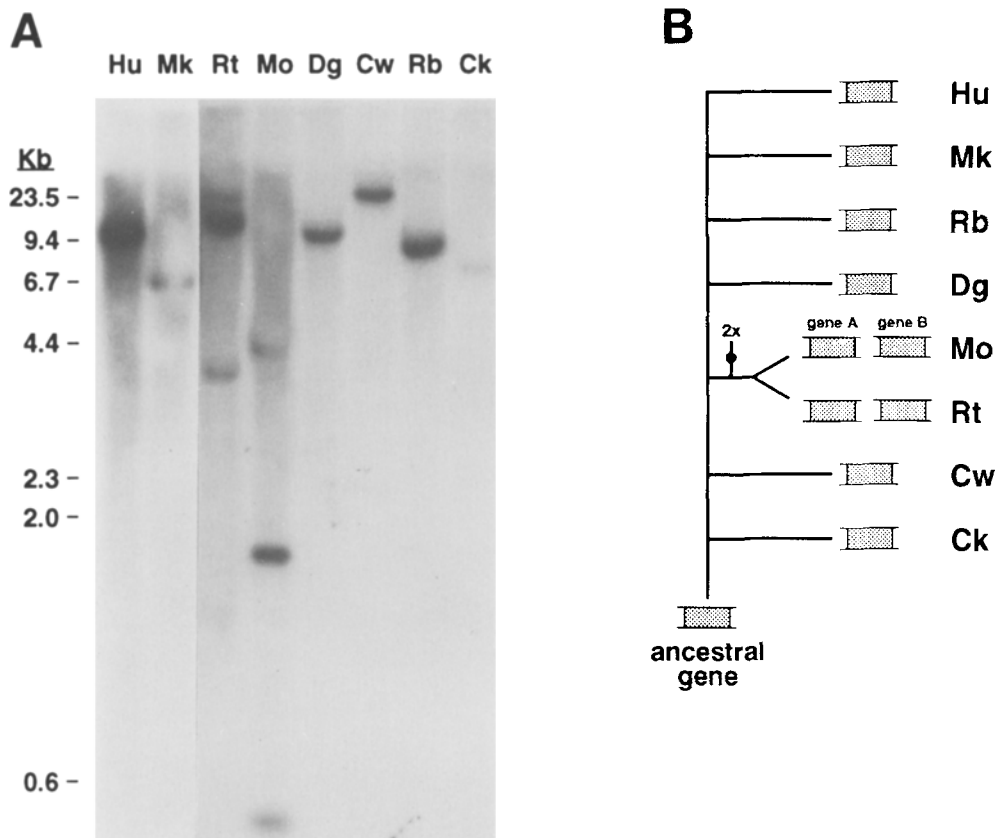 A
Hu Mk Rt Mo Dg Cw Rb Ck
Kb
23.5
9.4
6.7
4.4
2.3
2.0
0.6
B
Hu
Mk
Rb
Dg
gene A gene B
2x
Mo
Rt
Cw
Ck
ancestral
gene